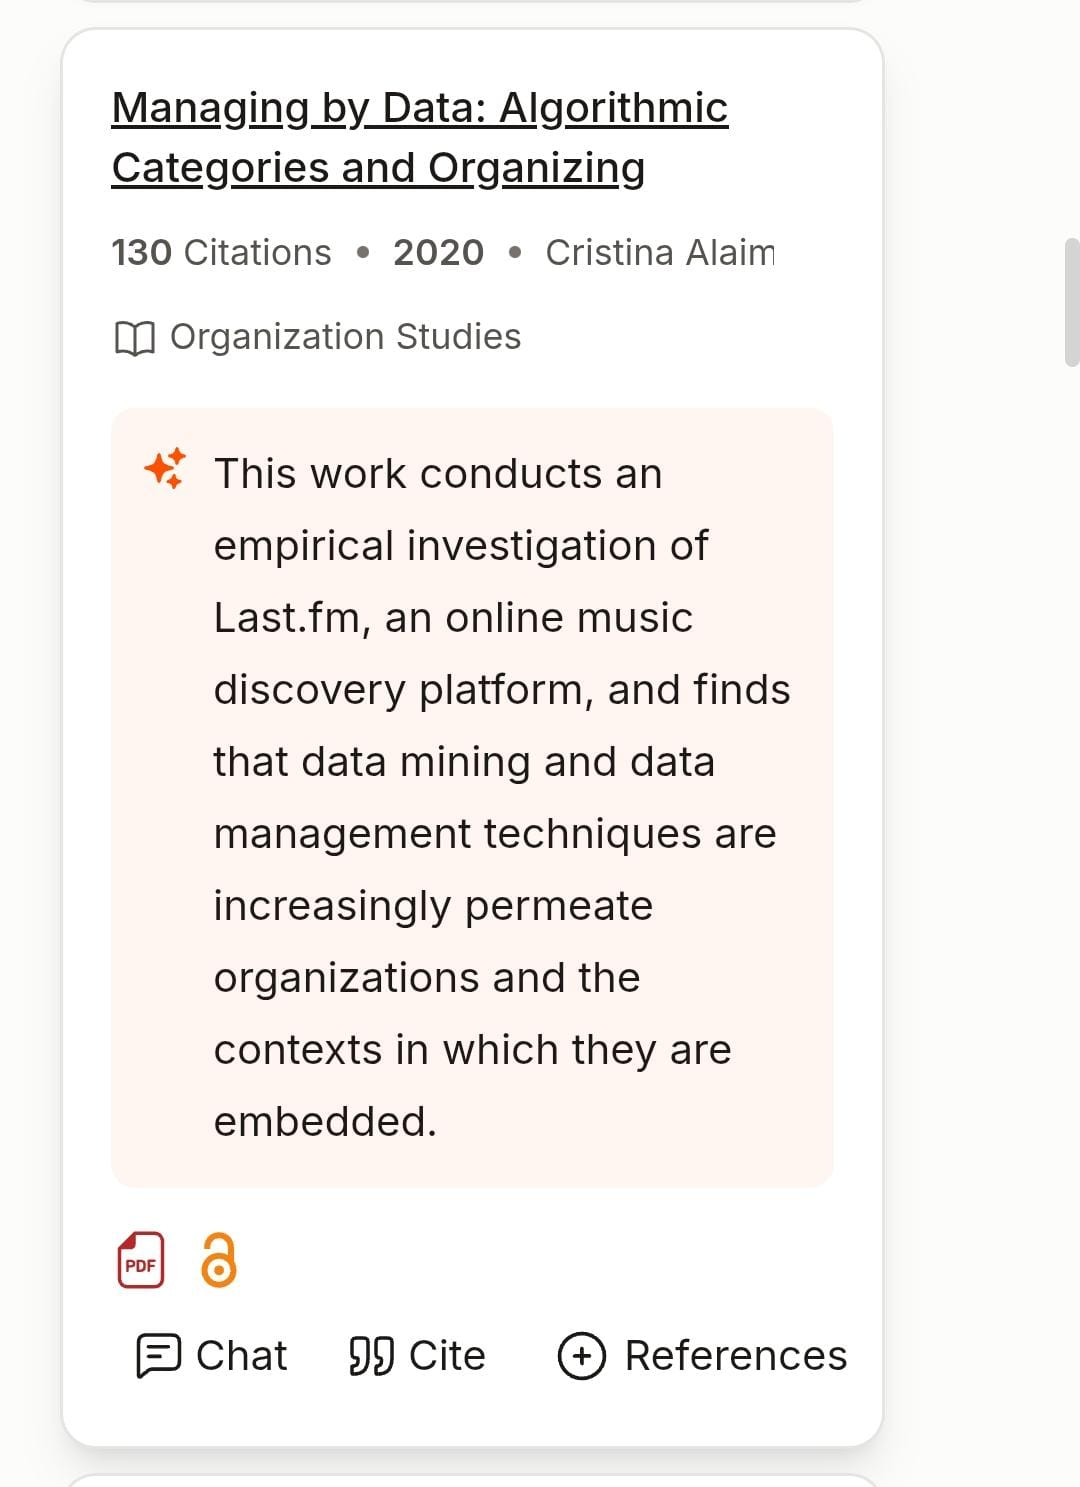 Managing by Data: Algorithmic
Categories and Organizing
130 Citations • 2020 • Cristina Alaim
Organization Studies
This work conducts an
empirical investigation of
Last.fm, an online music
discovery platform, and finds
that data mining and data
management techniques are
increasingly permeate
organizations and the
contexts in which they are
embedded.
PDF
Chat Cite References